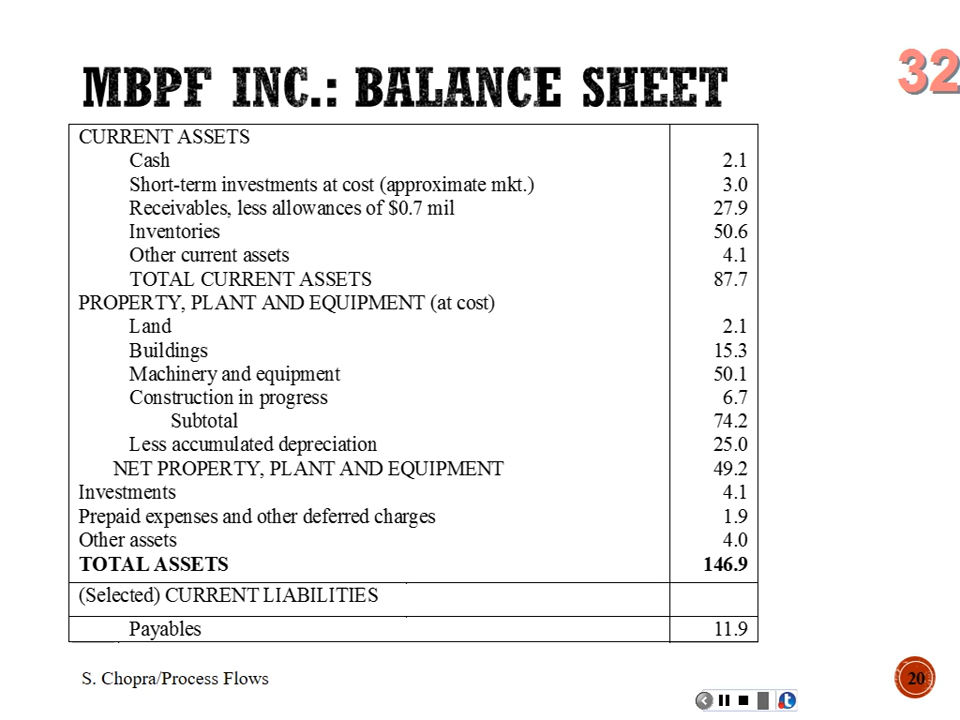 MBPF INC.: BALANCE SHEET
32
CURRENT ASSETS
Cash 2.1
Short-term investments at cost (approximate mkt.) 3.0
Receivables, less allowances of $0.7 mil 27.9
Inventories 50.6
Other current assets 4.1
TOTAL CURRENT ASSETS 87.7
PROPERTY, PLANT AND EQUIPMENT (at cost)
Land 2.1
Buildings 15.3
Machinery and equipment 50.1
Construction in progress 6.7
Subtotal 74.2
Less accumulated depreciation 25.0
NET PROPERTY, PLANT AND EQUIPMENT 49.2
Investments 4.1
Prepaid expenses and other deferred charges 1.9
Other assets 4.0
TOTAL ASSETS 146.9
(Selected) CURRENT LIABILITIES
Payables 11.9
S. Chopra/Process Flows
20
t